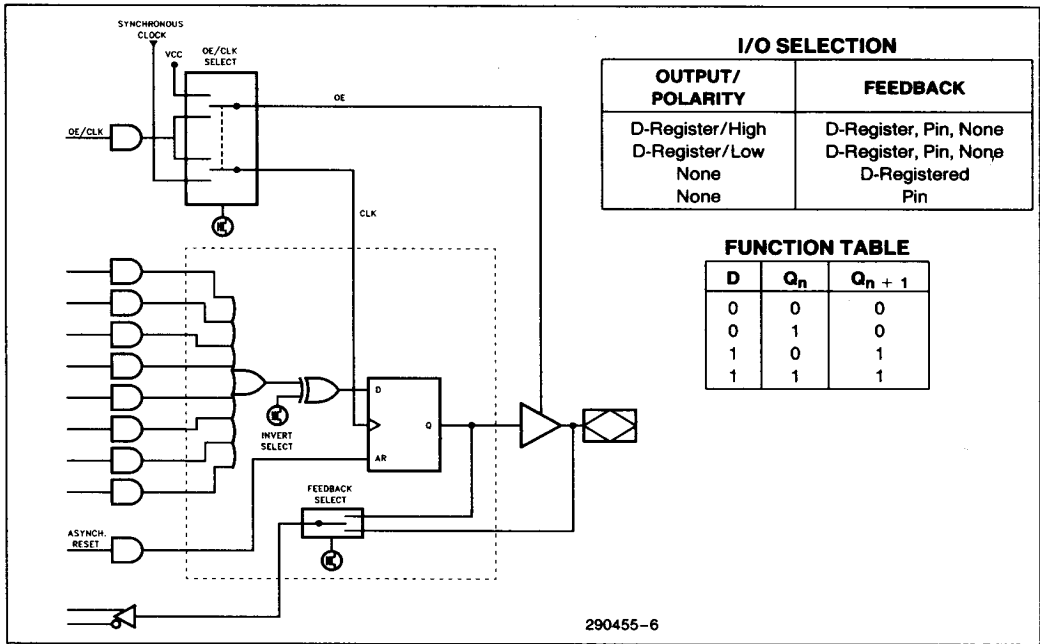 SYNCHRONOUS
CLOCK
VCC
OE/CLK
SELECT
OE
OE/CLK
CLK
D
Q
AR
INVERT
SELECT
FEEDBACK
SELECT
ASYNCH.
RESET
I/O SELECTION
OUTPUT/ FEEDBACK
POLARITY
D-Register/High D-Register, Pin, None
D-Register/Low D-Register, Pin, None
None D-Registered
None Pin
FUNCTION TABLE
D Qn Qn + 1
0 0 0
0 1 0
1 0 1
1 1 1
290455-6